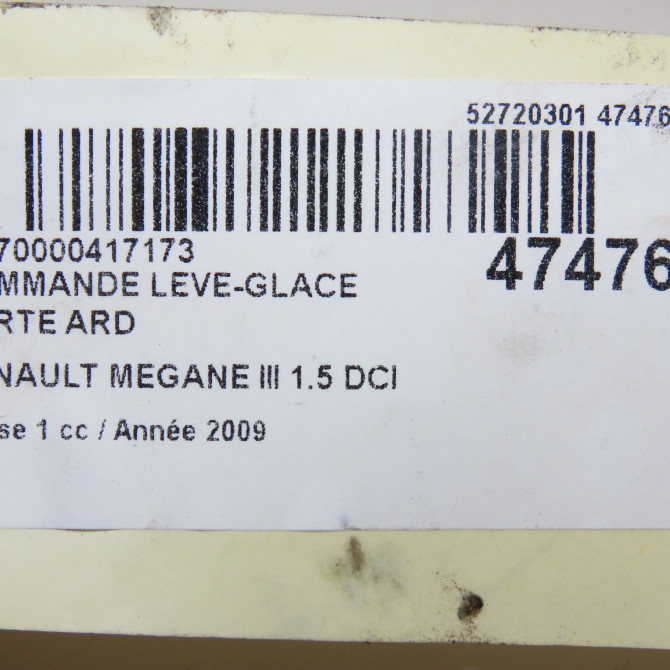 52720301 47476
70000417173
47476
MMANDE LEVE-GLACE
RTE ARD
NAULT MEGANE III 1.5 DCI
se 1 cc / Année 2009